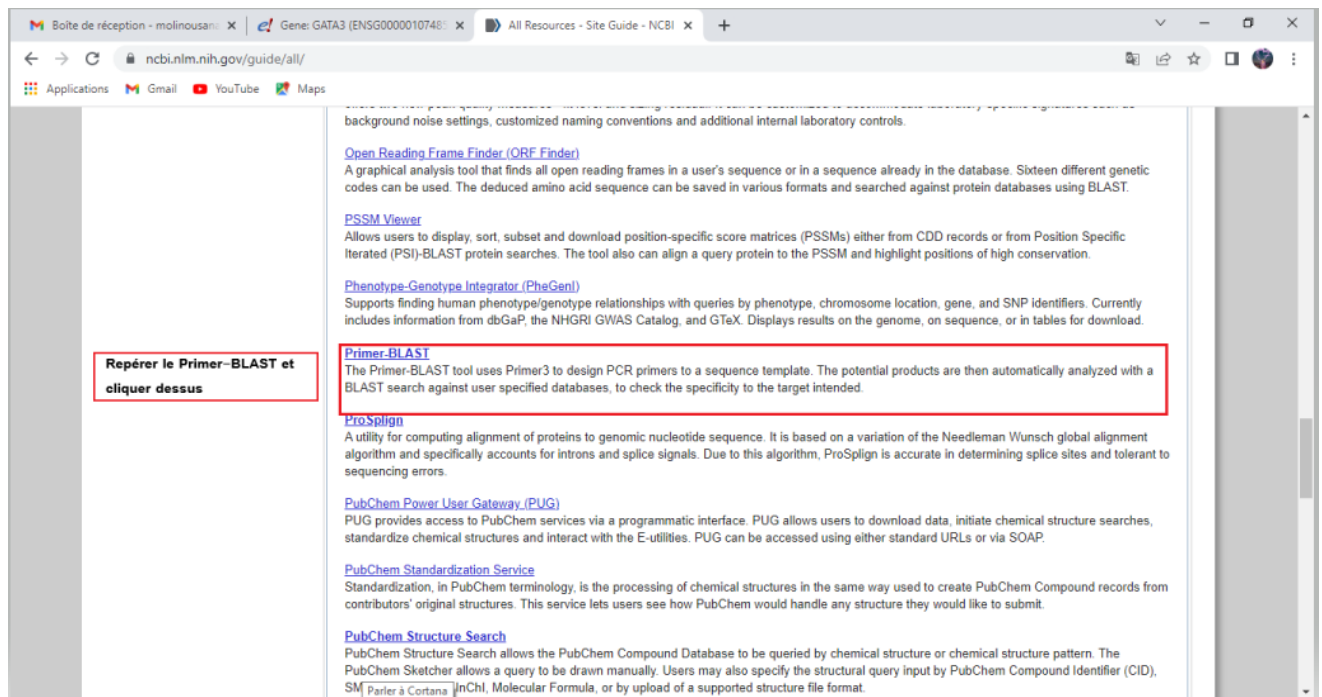 Boîte de réception - molinousan
Gene: GATA3 (ENSG00000107485
All Resources - Site Guide - NCBI
ncbi.nlm.nih.gov/guide/all/
Applications Gmail YouTube Maps
background noise settings, customized naming conventions and additional internal laboratory controls.
Open Reading Frame Finder (ORF Finder)
A graphical analysis tool that finds all open reading frames in a user's sequence or in a sequence already in the database. Sixteen different genetic
codes can be used. The deduced amino acid sequence can be saved in various formats and searched against protein databases using BLAST.
PSSM Viewer
Allows users to display, sort, subset and download position-specific score matrices (PSSMs) either from CDD records or from Position Specific
Iterated (PSI)-BLAST protein searches. The tool also can align a query protein to the PSSM and highlight positions of high conservation.
Phenotype-Genotype Integrator (PheGenI)
Supports finding human phenotype/genotype relationships with queries by phenotype, chromosome location, gene, and SNP identifiers. Currently
includes information from dbGaP, the NHGRI GWAS Catalog, and GTeX. Displays results on the genome, on sequence, or in tables for download.
Repérer le Primer-BLAST et
cliquer dessus
Primer-BLAST
The Primer-BLAST tool uses Primer3 to design PCR primers to a sequence template. The potential products are then automatically analyzed with a
BLAST search against user specified databases, to check the specificity to the target intended.
ProSplign
A utility for computing alignment of proteins to genomic nucleotide sequence. It is based on a variation of the Needleman Wunsch global alignment
algorithm and specifically accounts for introns and splice signals. Due to this algorithm, ProSplign is accurate in determining splice sites and tolerant to
sequencing errors.
PubChem Power User Gateway (PUG)
PUG provides access to PubChem services via a programmatic interface. PUG allows users to download data, initiate chemical structure searches,
standardize chemical structures and interact with the E-utilities. PUG can be accessed using either standard URLs or via SOAP.
PubChem Standardization Service
Standardization, in PubChem terminology, is the processing of chemical structures in the same way used to create PubChem Compound records from
contributors' original structures. This service lets users see how PubChem would handle any structure they would like to submit.
PubChem Structure Search
PubChem Structure Search allows the PubChem Compound Database to be queried by chemical structure or chemical structure pattern. The
PubChem Sketcher allows a query to be drawn manually. Users may also specify the structural query input by PubChem Compound Identifier (CID),
SM Parler à Cortana InChI, Molecular Formula, or by upload of a supported structure file format.